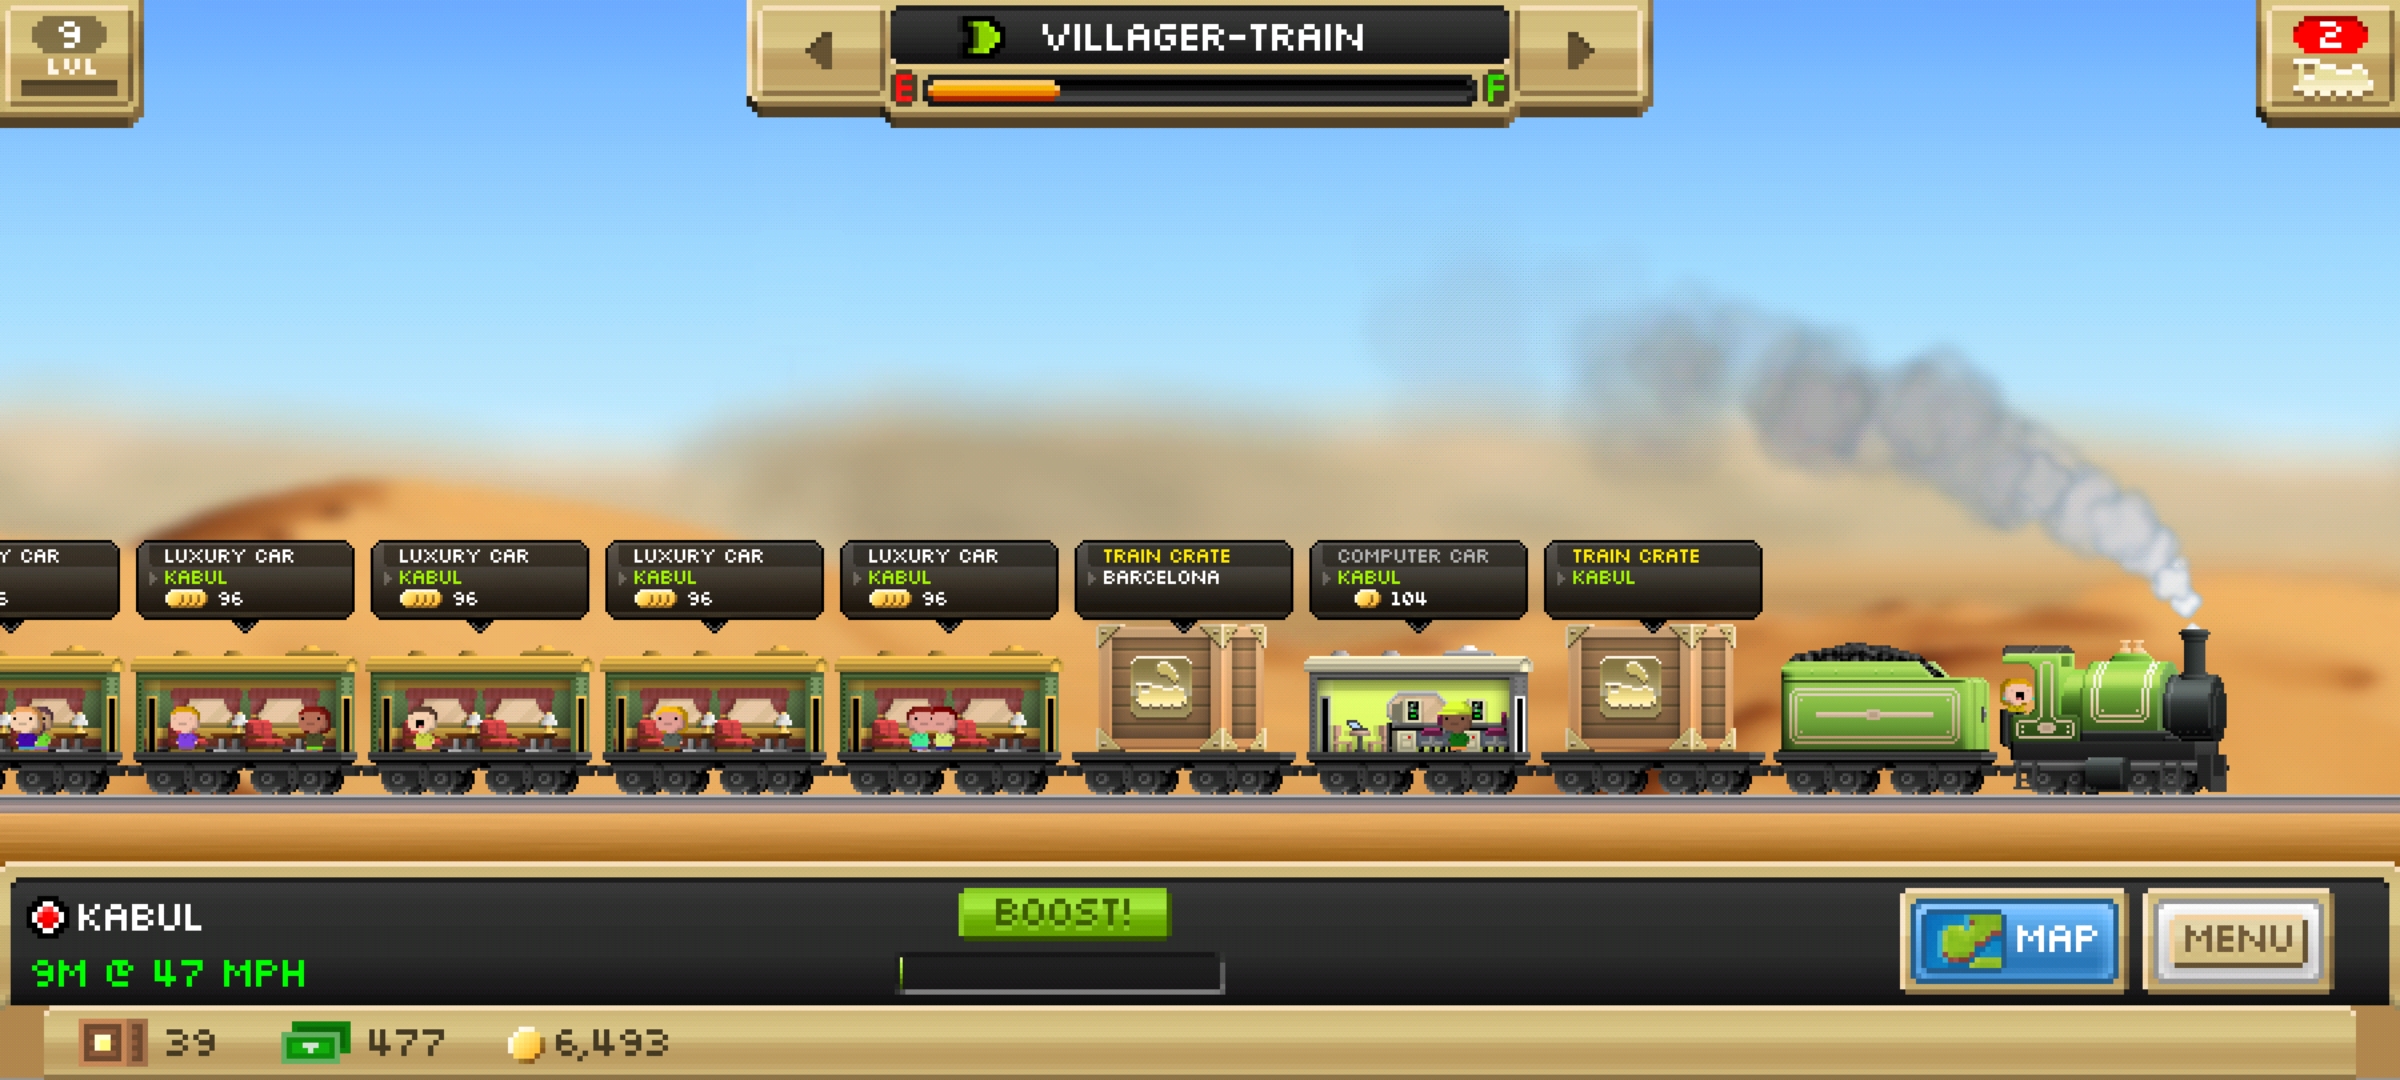 9
LVL
VILLAGER-TRAIN
E F
2
Y CAR
LUXURY CAR
KABUL
96
LUXURY CAR
KABUL
96
LUXURY CAR
KABUL
96
LUXURY CAR
KABUL
96
TRAIN CRATE
BARCELONA
COMPUTER CAR
KABUL
104
TRAIN CRATE
KABUL
KABUL
9M @ 47 MPH
BOOST!
MAP
MENU
39
477
6,493